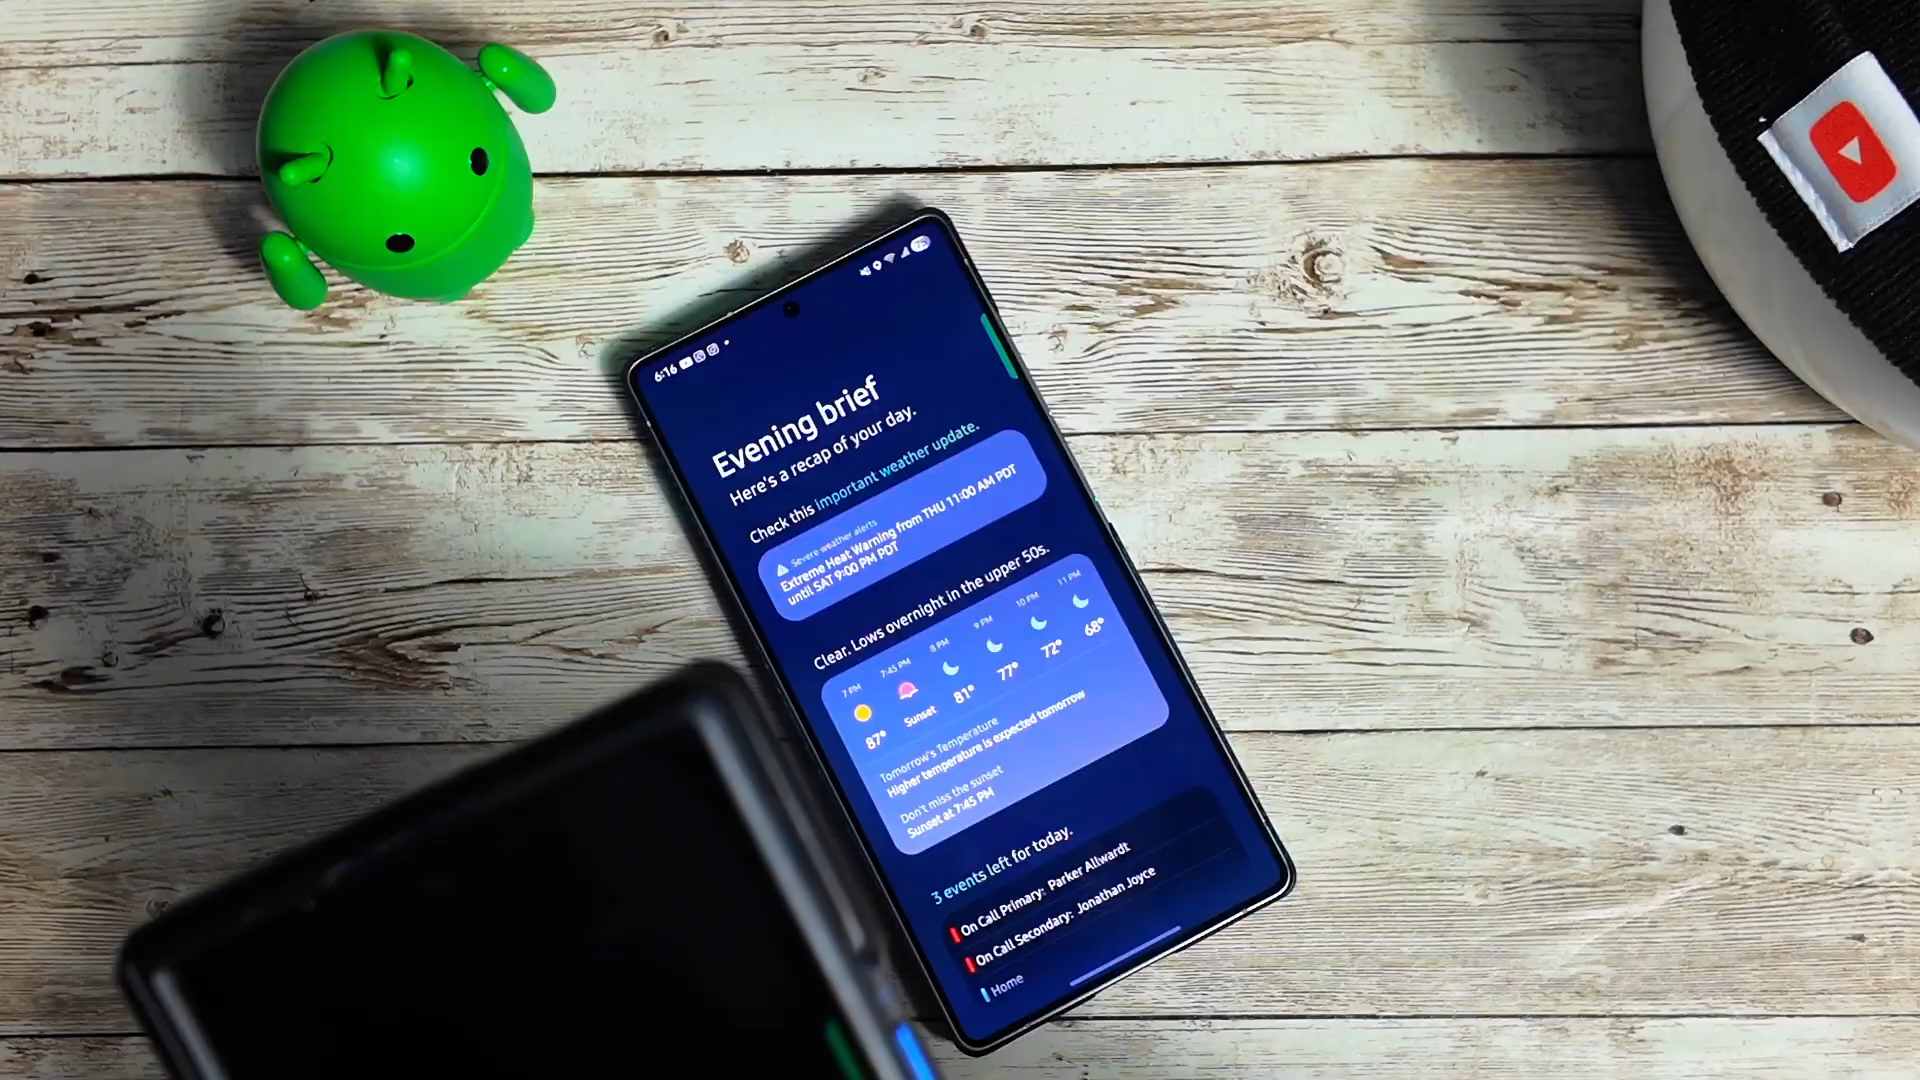 6:16
Evening brief
Here's a recap of your day.
Check this important weather update.
Severe weather alerts
Extreme Heat Warning from THU 11:00 AM PDT
until SAT 9:00 PM PDT
Clear. Lows overnight in the upper 50s.
7 PM 7:45 PM 8 PM 9 PM 10 PM 11 PM
87° Sunset 81° 77° 72° 68°
Tomorrow's Temperature
Higher temperature is expected tomorrow
Don't miss the sunset
Sunset at 7:45 PM
3 events left for today.
On Call Primary: Parker Allwardt
On Call Secondary: Jonathan Joyce
Home